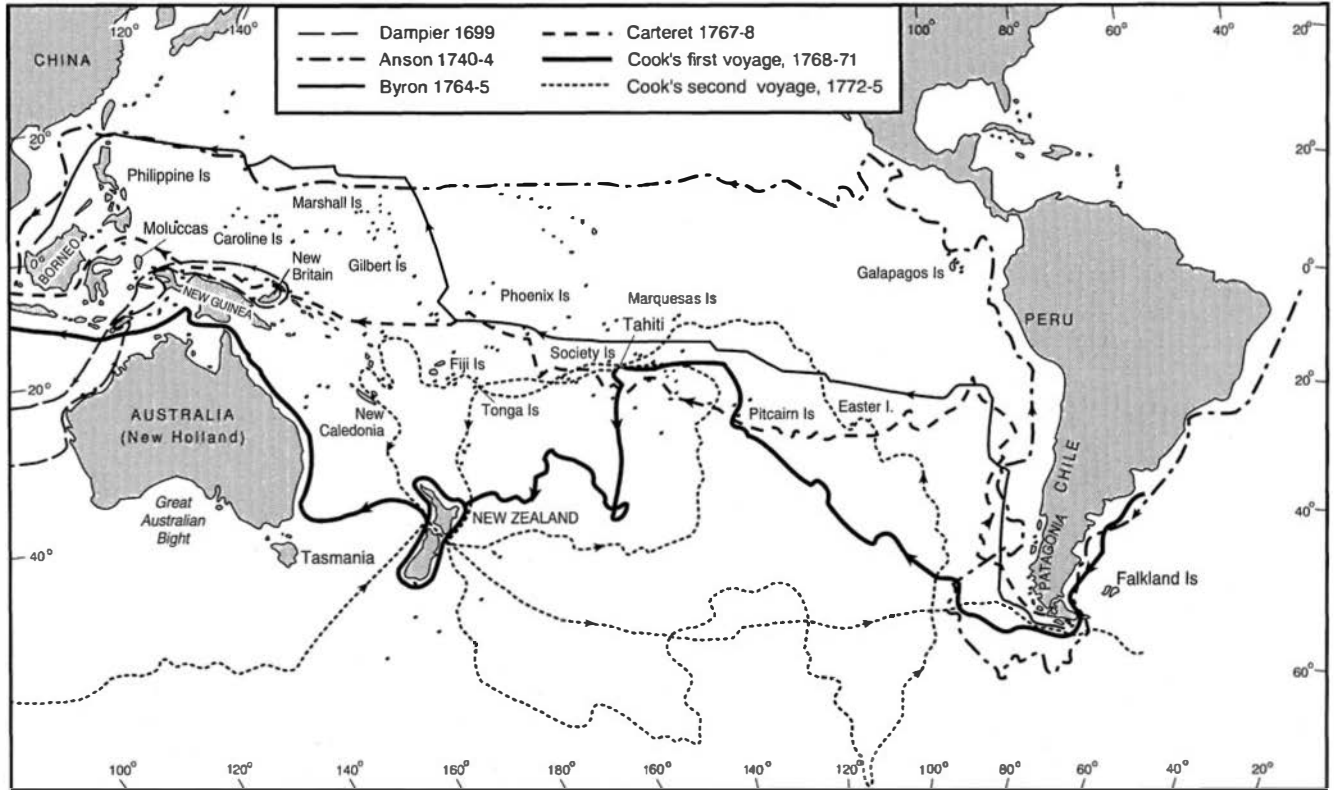 120°
140°
100°
80°
60°
40°
20°
Dampier 1699
Anson 1740-4
Byron 1764-5
Carteret 1767-8
Cook's first voyage, 1768-71
Cook's second voyage, 1772-5
CHINA
20°
20°
Philippine Is
Marshall Is
Moluccas
Caroline Is
BORNEO
New
Britain
Gilbert Is
Galapagos Is
0°
0°
NEW GUINEA
Phoenix Is
Marquesas Is
Tahiti
PERU
Society Is
Fiji Is
20°
20°
AUSTRALIA
(New Holland)
New
Caledonia
Tonga Is
Pitcairn Is
Easter I.
CHILE
Great
Australian
Bight
NEW ZEALAND
PATAGONIA
40°
40°
Tasmania
Falkland Is
60°
100°
120°
140°
160°
180°
160°
140°
120°
100°
80°
60°
40°
20°